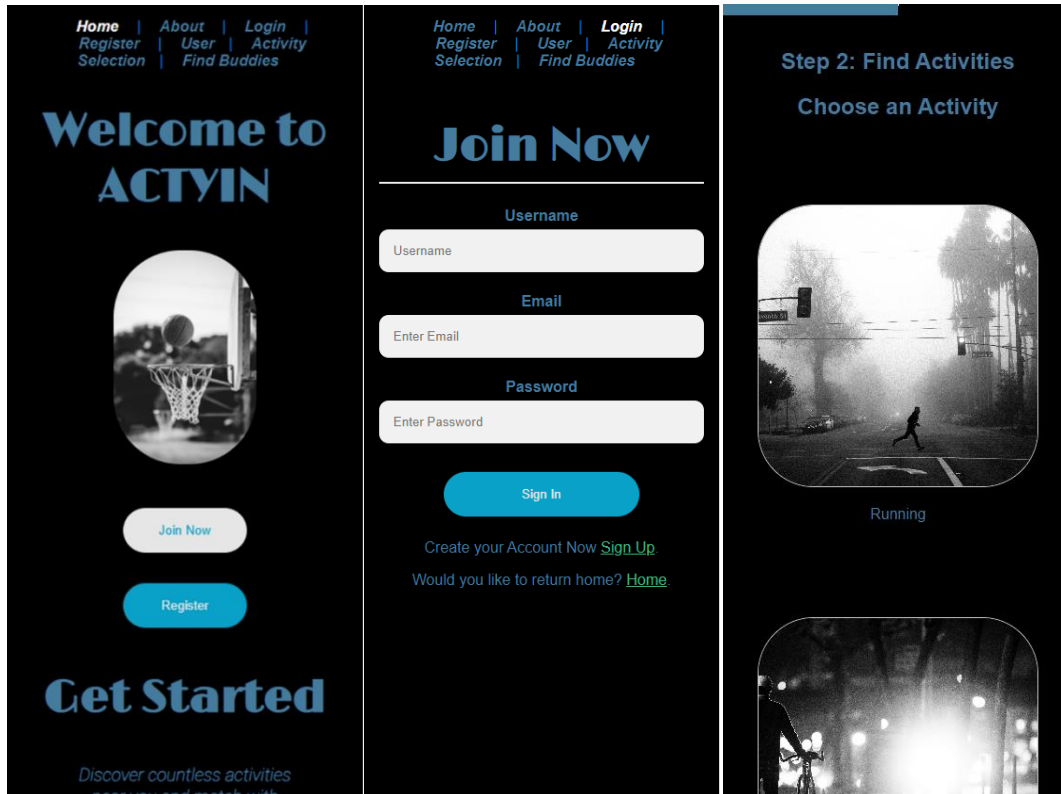 Home | About | Login |
Register | User | Activity
Selection | Find Buddies
Welcome to
ACTYIN
Join Now
Register
Get Started
Discover countless activities
Home | About | Login |
Register | User | Activity
Selection | Find Buddies
Join Now
Username
Username
Email
Enter Email
Password
Enter Password
Sign In
Create your Account Now Sign Up.
Would you like to return home? Home.
Step 2: Find Activities
Choose an Activity
Running